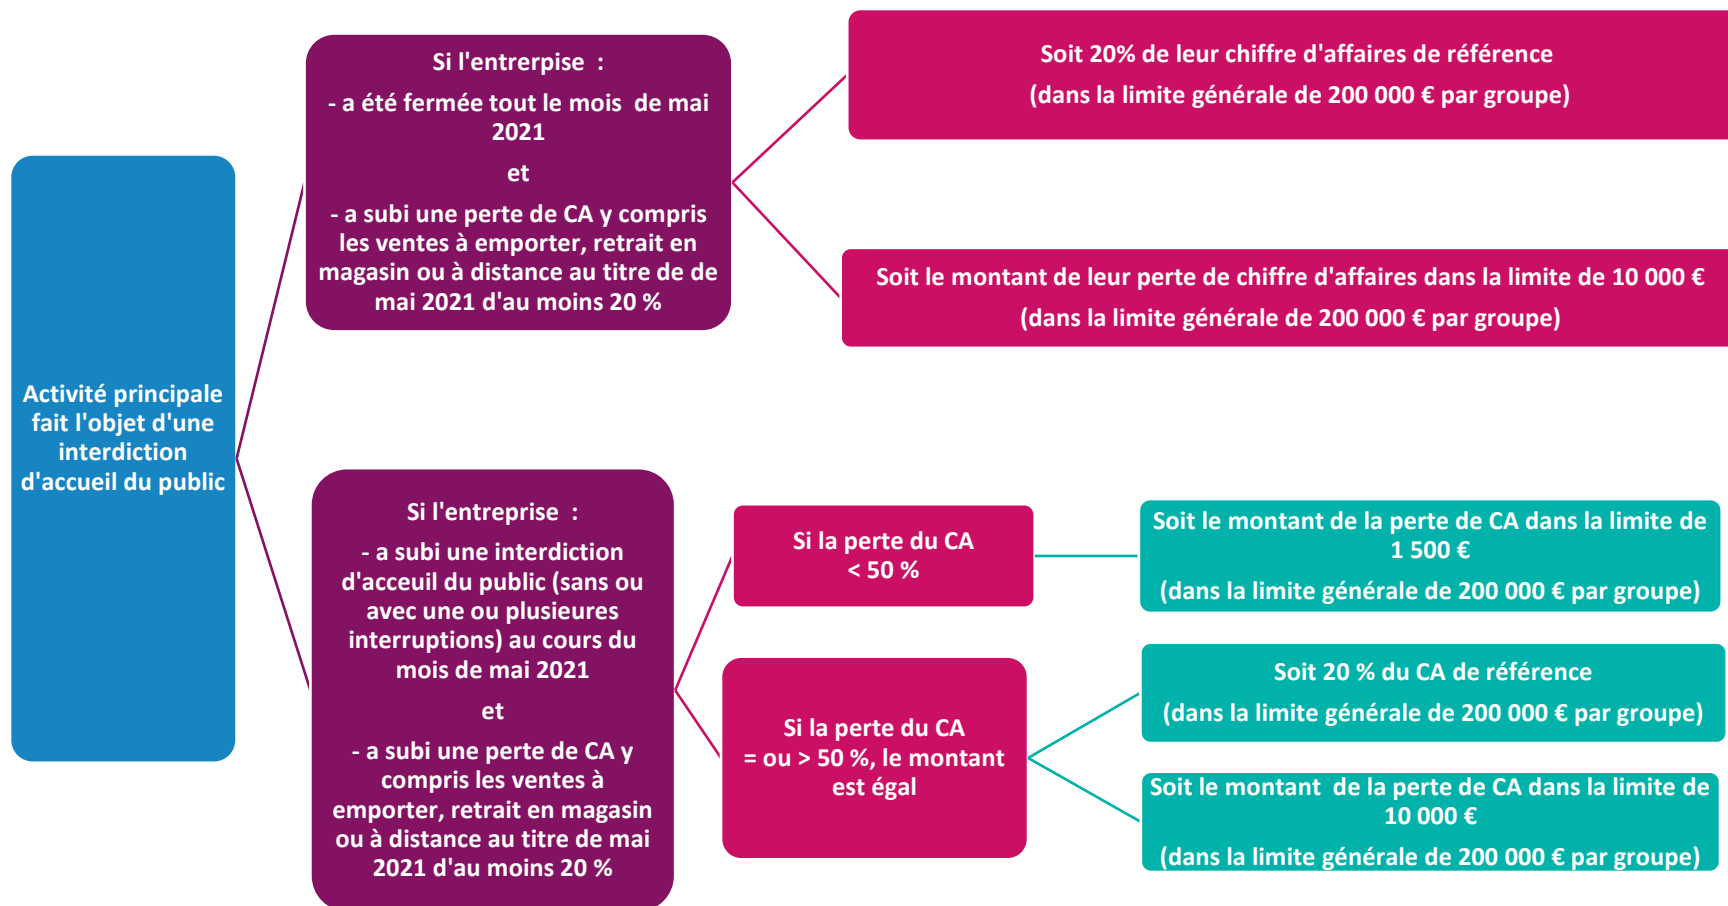 Activité principale
fait l'objet d'une
interdiction
d'accueil du public
Si l'entrerpise :
- a été fermée tout le mois de mai
2021
et
- a subi une perte de CA y compris
les ventes à emporter, retrait en
magasin ou à distance au titre de de
mai 2021 d'au moins 20 %
Soit 20% de leur chiffre d'affaires de référence
(dans la limite générale de 200 000 € par groupe)
Soit le montant de leur perte de chiffre d'affaires dans la limite de 10 000 €
(dans la limite générale de 200 000 € par groupe)
Si l'entreprise :
- a subi une interdiction
d'acceuil du public (sans ou
avec une ou plusieures
interruptions) au cours du
mois de mai 2021
et
- a subi une perte de CA y
compris les ventes à
emporter, retrait en magasin
ou à distance au titre de mai
2021 d'au moins 20 %
Si la perte du CA
< 50 %
Soit le montant de la perte de CA dans la limite de
1 500 €
(dans la limite générale de 200 000 € par groupe)
Si la perte du CA
= ou > 50 %, le montant
est égal
Soit 20 % du CA de référence
(dans la limite générale de 200 000 € par groupe)
Soit le montant de la perte de CA dans la limite de
10 000 €
(dans la limite générale de 200 000 € par groupe)